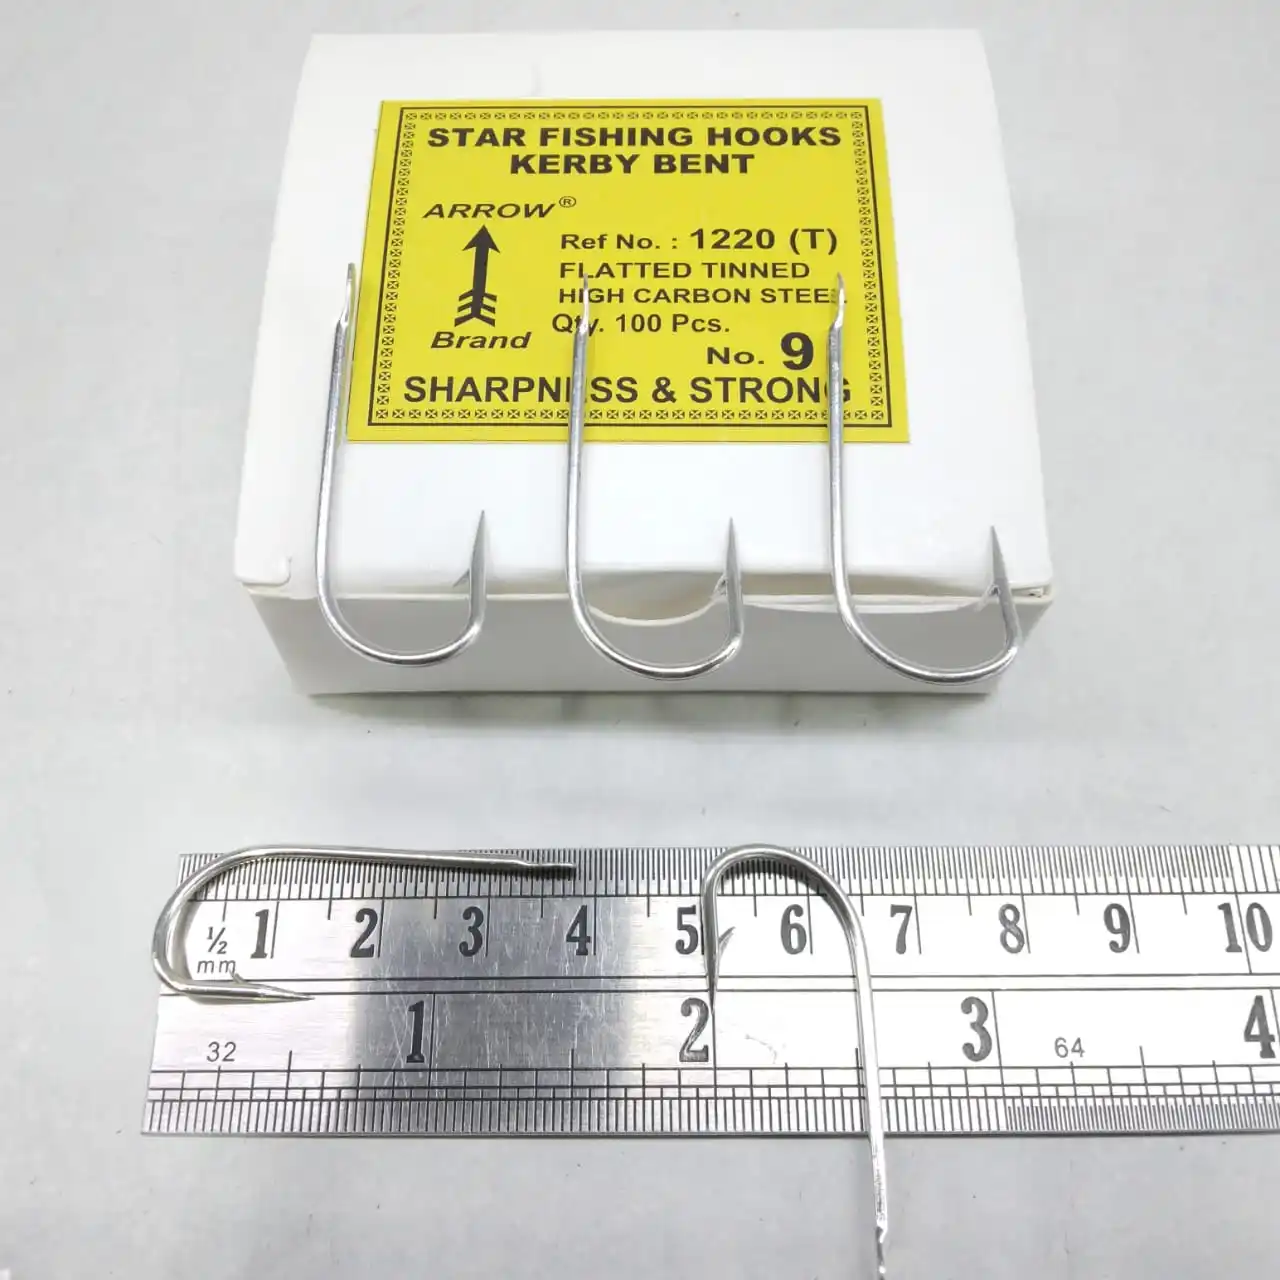 STAR FISHING HOOKS
KERBY BENT
ARROW®
Brand
Ref No. : 1220 (T)
FLATTED TINNED
HIGH CARBON STEEL
Qty. 100 Pcs.
No. 9
SHARPNESS & STRONG
1 2 3 4 5 6 7 8 9 10
½
mm
1 2 3 4
32 64